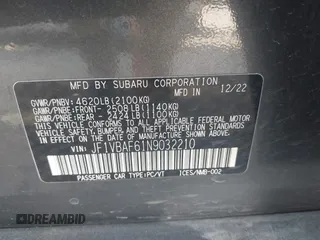 MFD BY SUBARU CORPORATION
12/22
GVWR/PNBV: 4620LB(2100KG)
GAWR/PNBE: FRONT- 2508LB(1140KG)
GAWR/PNBE: REAR - 2424LB(1100KG)
THIS VEHICLE CONFORMS TO ALL APPLICABLE
FEDERAL MOTOR VEHICLE SAFETY, BUMPER, AND
THEFT PREVENTION STANDARDS IN EFFECT ON
THE DATE OF MANUFACTURE SHOWN ABOVE.
VIN: JF1VBAF61N9032210
PASSENGER CAR TYPE:PC/VT ICES/NMB-002
DREAMBID